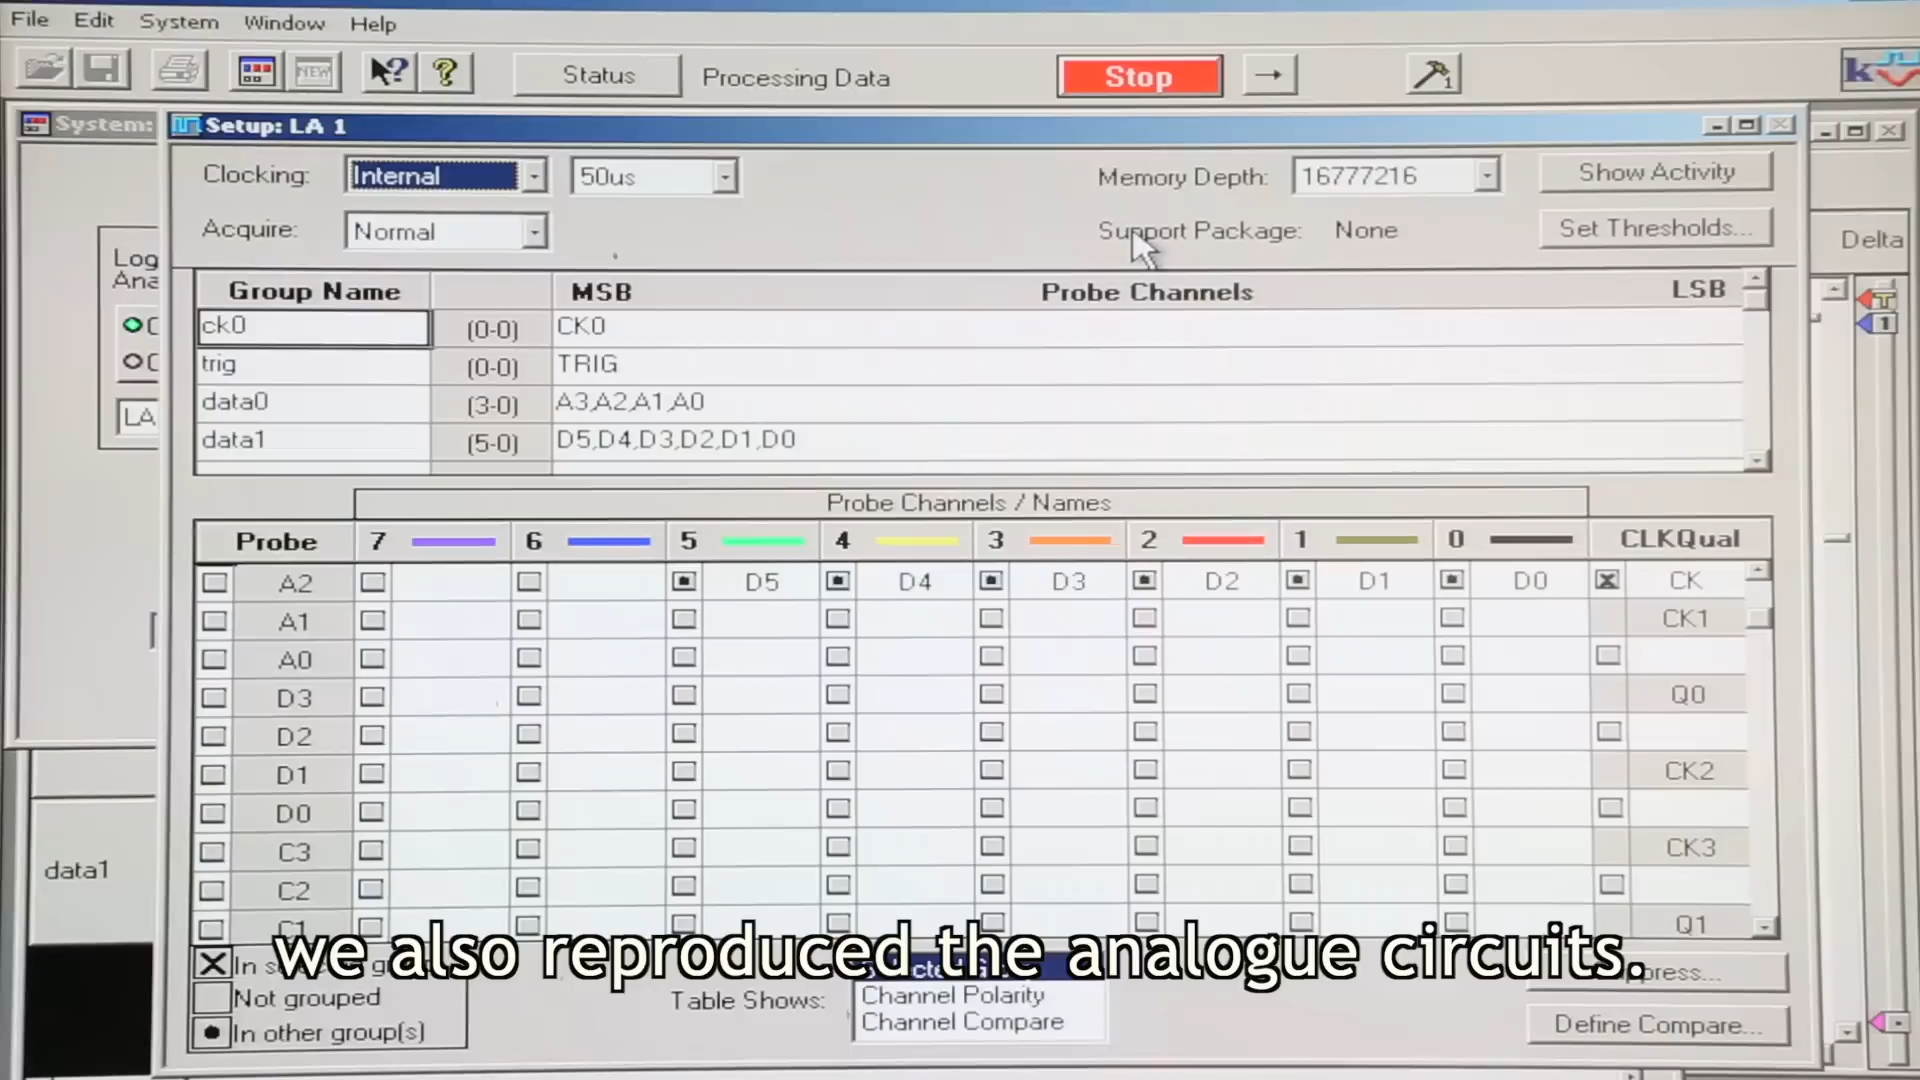 File Edit System Window Help
NEW
Status Processing Data Stop 1
System: Setup: LA 1
Clocking: Internal 50us Memory Depth: 16777216 Show Activity
Acquire: Normal Support Package: None Set Thresholds...
Delta
Group Name MSB Probe Channels LSB
T
1
ck0 (0-0) CK0
trig (0-0) TRIG
data0 (3-0) A3,A2,A1,A0
data1 (5-0) D5,D4,D3,D2,D1,D0
LA
Probe Channels / Names
Probe 7 6 5 4 3 2 1 0 CLKQual
A2 D5 D4 D3 D2 D1 D0 CK
A1 CK1
A0
D3 Q0
D2
D1 CK2
D0
C3 CK3
C2
C1 Q1
data1
we also reproduced the analogue circuits.
Not grouped
In other group(s)
Table Shows: Channel Polarity
Channel Compare
Define Compare...